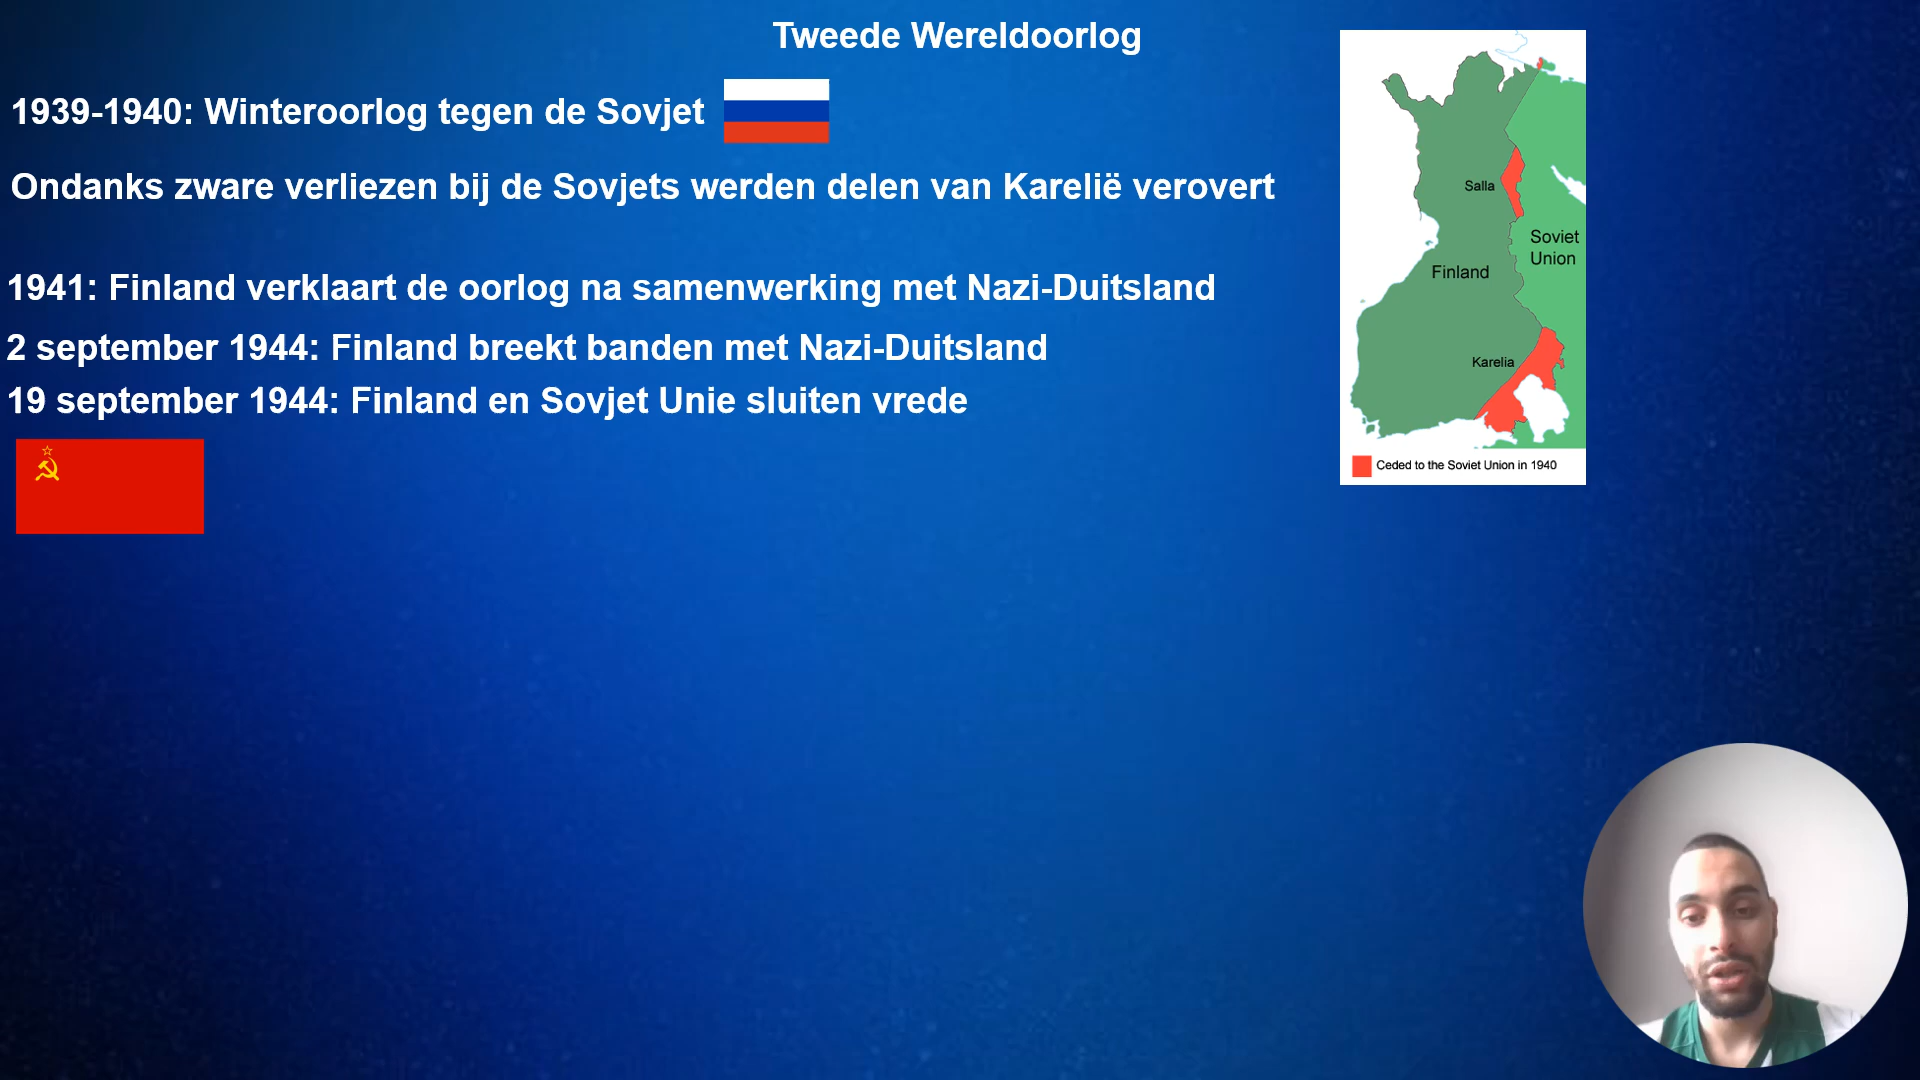 Tweede Wereldoorlog
1939-1940: Winteroorlog tegen de Sovjet
Ondanks zware verliezen bij de Sovjets werden delen van Karelië verovert
1941: Finland verklaart de oorlog na samenwerking met Nazi-Duitsland
2 september 1944: Finland breekt banden met Nazi-Duitsland
19 september 1944: Finland en Sovjet Unie sluiten vrede
Salla
Soviet
Union
Finland
Karelia
Ceded to the Soviet Union in 1940